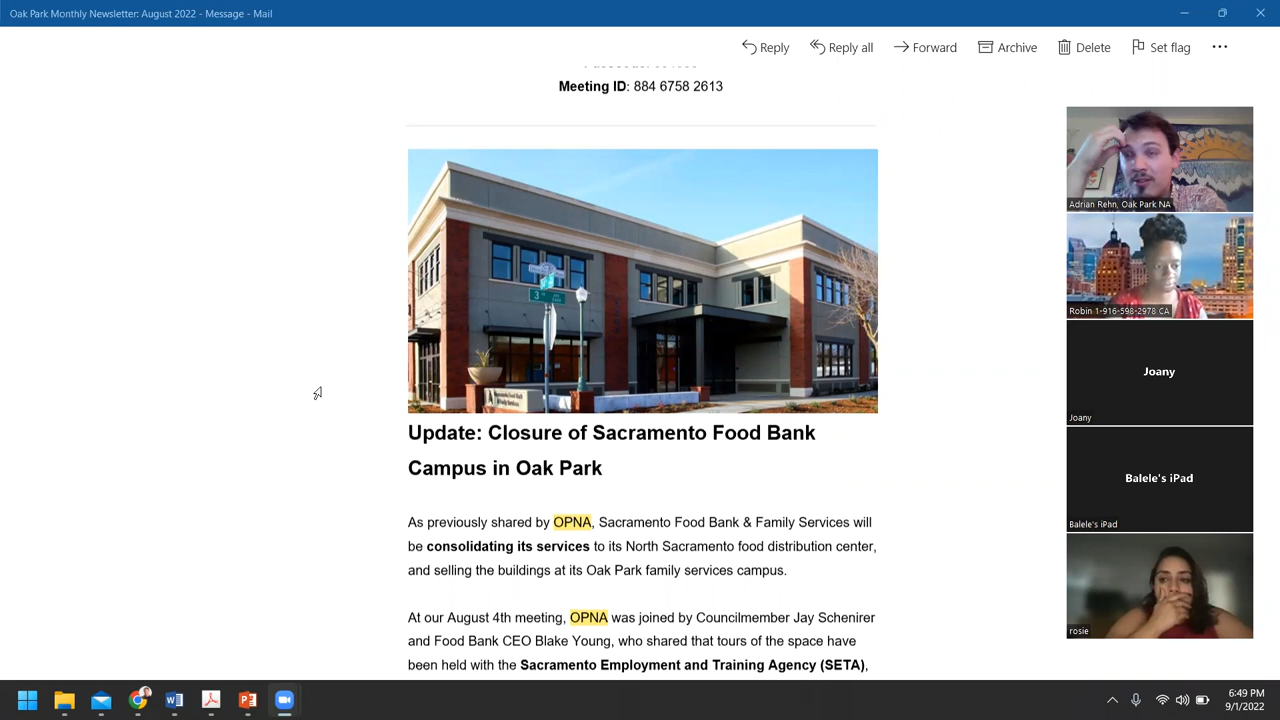 Oak Park Monthly Newsletter: August 2022 - Message - Mail
Reply
Reply all
Forward
Archive
Delete
Set flag
Meeting ID: 884 6758 2613
3
Update: Closure of Sacramento Food Bank
Campus in Oak Park
As previously shared by OPNA, Sacramento Food Bank & Family Services will
be consolidating its services to its North Sacramento food distribution center,
and selling the buildings at its Oak Park family services campus.
At our August 4th meeting, OPNA was joined by Councilmember Jay Schenirer
and Food Bank CEO Blake Young, who shared that tours of the space have
been held with the Sacramento Employment and Training Agency (SETA),
Adrian Rehn, Oak Park NA
Robin 1-916-598-2978 CA
Joany
Joany
Balele's iPad
Balele's iPad
rosie
6:49 PM
9/1/2022